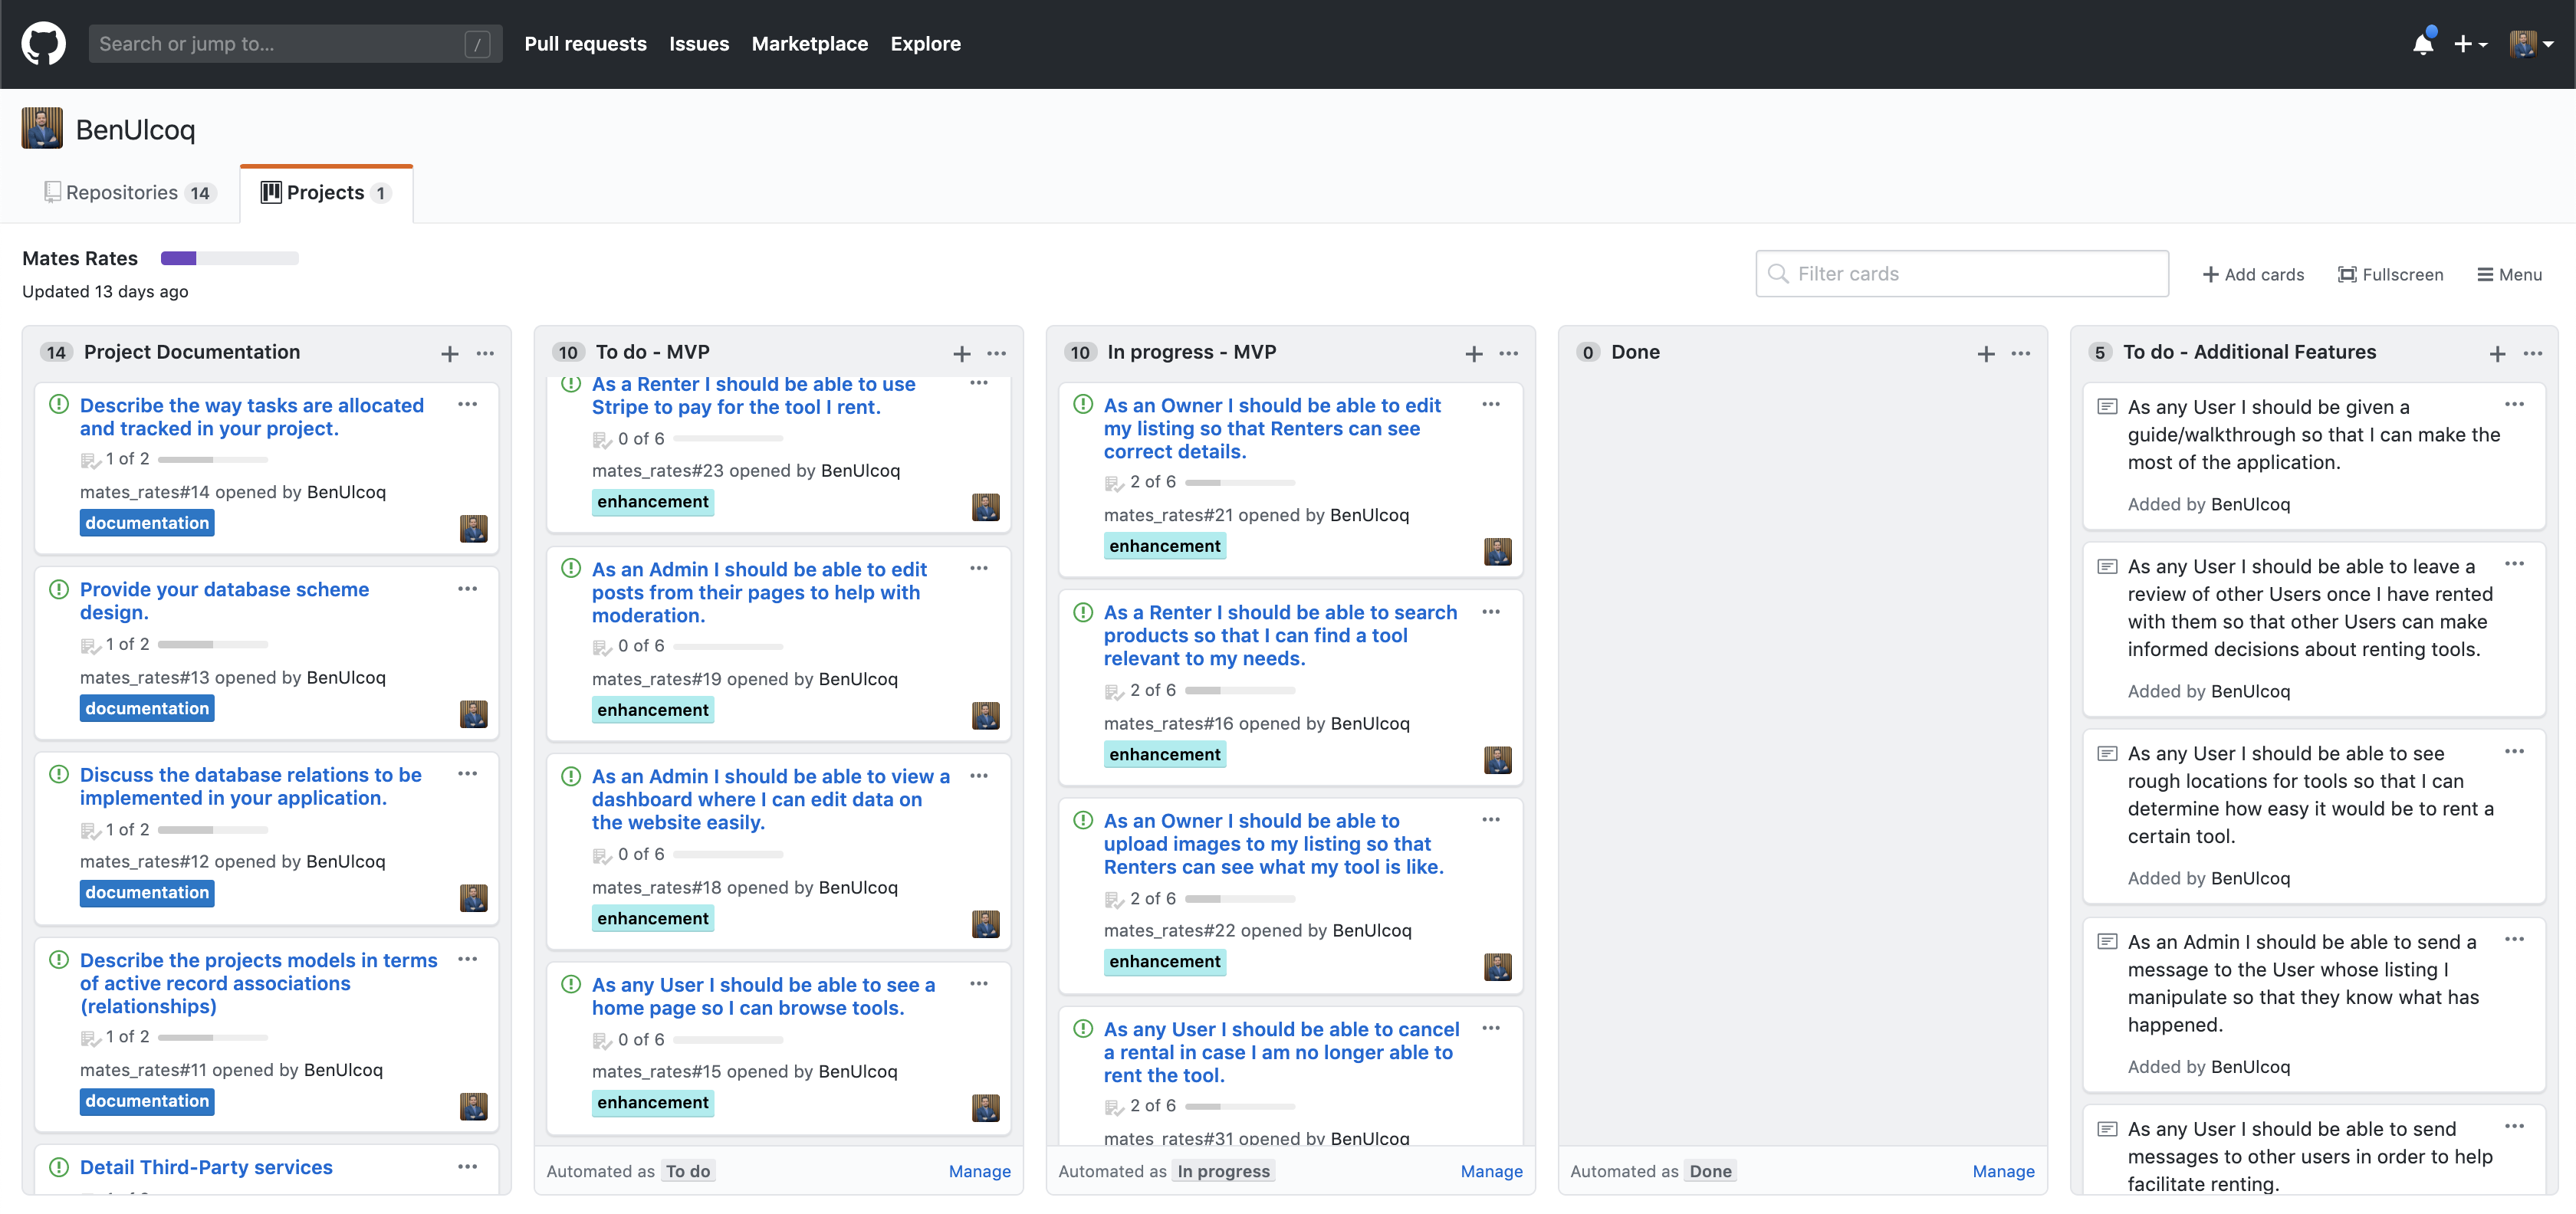 Search or jump to...
/
Pull requests
Issues
Marketplace
Explore
BenUlcoq
Repositories 14
Projects 1
Mates Rates
Updated 13 days ago
Filter cards
Add cards
Fullscreen
Menu
14 Project Documentation
Describe the way tasks are allocated
and tracked in your project.
1 of 2
mates_rates#14 opened by BenUlcoq
documentation
Provide your database scheme
design.
1 of 2
mates_rates#13 opened by BenUlcoq
documentation
Discuss the database relations to be
implemented in your application.
1 of 2
mates_rates#12 opened by BenUlcoq
documentation
Describe the projects models in terms
of active record associations
(relationships)
1 of 2
mates_rates#11 opened by BenUlcoq
documentation
Detail Third-Party services
10 To do - MVP
As a Renter I should be able to use
Stripe to pay for the tool I rent.
0 of 6
mates_rates#23 opened by BenUlcoq
enhancement
As an Admin I should be able to edit
posts from their pages to help with
moderation.
0 of 6
mates_rates#19 opened by BenUlcoq
enhancement
As an Admin I should be able to view a
dashboard where I can edit data on
the website easily.
0 of 6
mates_rates#18 opened by BenUlcoq
enhancement
As any User I should be able to see a
home page so I can browse tools.
0 of 6
mates_rates#15 opened by BenUlcoq
enhancement
Automated as To do
Manage
10 In progress - MVP
As an Owner I should be able to edit
my listing so that Renters can see
correct details.
2 of 6
mates_rates#21 opened by BenUlcoq
enhancement
As a Renter I should be able to search
products so that I can find a tool
relevant to my needs.
2 of 6
mates_rates#16 opened by BenUlcoq
enhancement
As an Owner I should be able to
upload images to my listing so that
Renters can see what my tool is like.
2 of 6
mates_rates#22 opened by BenUlcoq
enhancement
As any User I should be able to cancel
a rental in case I am no longer able to
rent the tool.
2 of 6
mates_rates#31 opened by BenUlcoq
Automated as In progress
Manage
0 Done
Automated as Done
Manage
5 To do - Additional Features
As any User I should be given a
guide/walkthrough so that I can make the
most of the application.
Added by BenUlcoq
As any User I should be able to leave a
review of other Users once I have rented
with them so that other Users can make
informed decisions about renting tools.
Added by BenUlcoq
As any User I should be able to see
rough locations for tools so that I can
determine how easy it would be to rent a
certain tool.
Added by BenUlcoq
As an Admin I should be able to send a
message to the User whose listing I
manipulate so that they know what has
happened.
Added by BenUlcoq
As any User I should be able to send
messages to other users in order to help
facilitate renting.